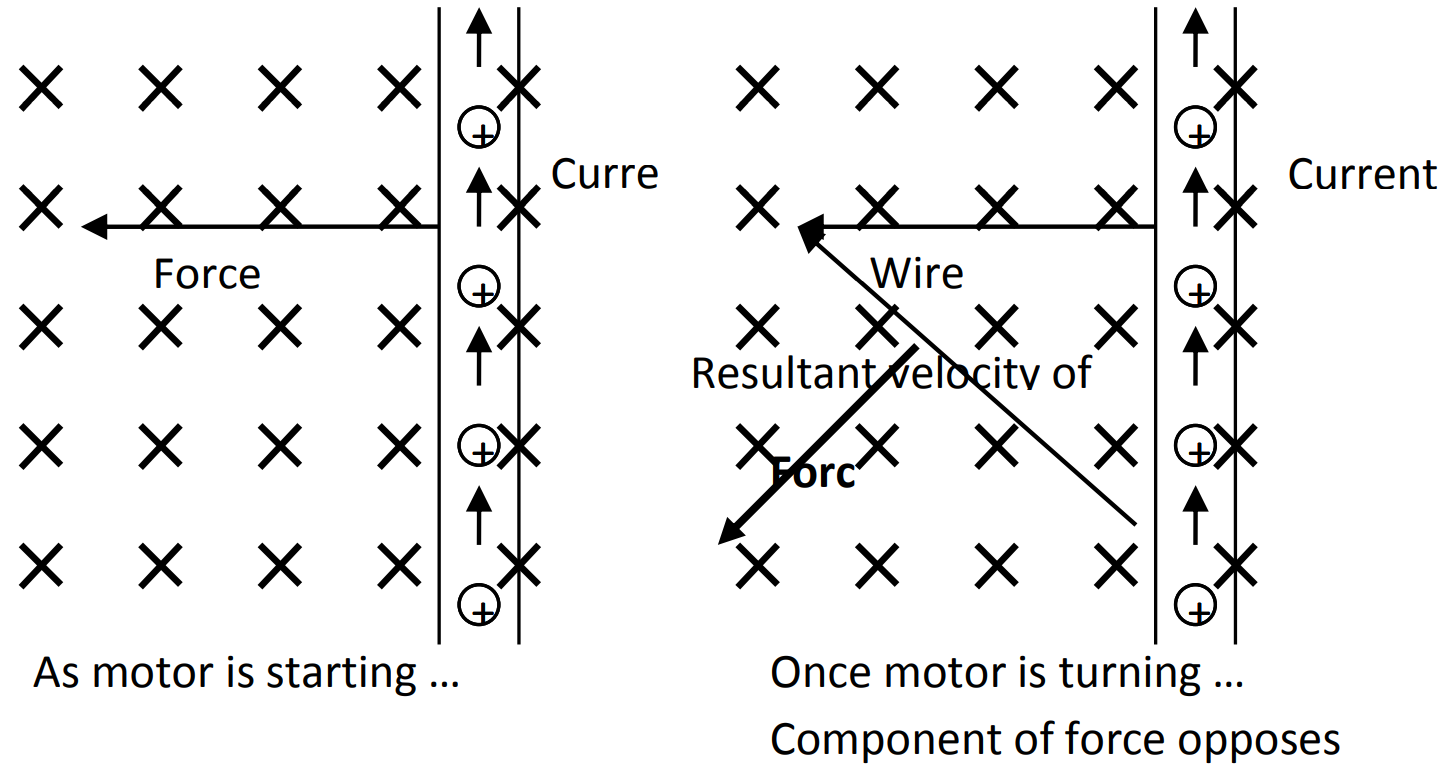 Curre
Force
As motor is starting ...
Current
Wire
Resultant velocity of
Forc
Once motor is turning ...
Component of force opposes
+
+
+
+
+
+
+
+